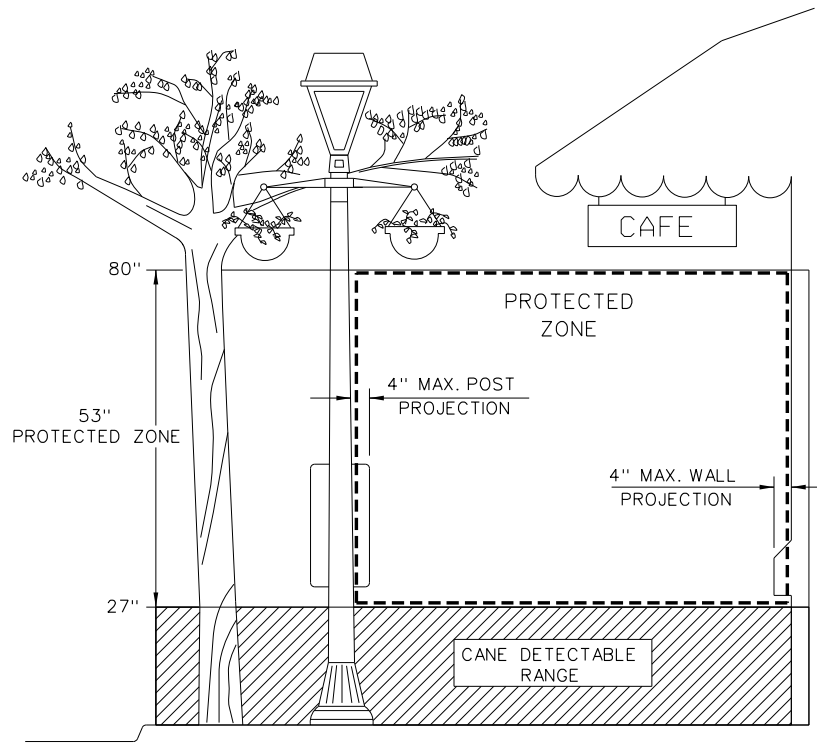 CAFE
80"
PROTECTED
ZONE
4" MAX. POST
PROJECTION
53"
PROTECTED ZONE
4" MAX. WALL
PROJECTION
27"
CANE DETECTABLE
RANGE